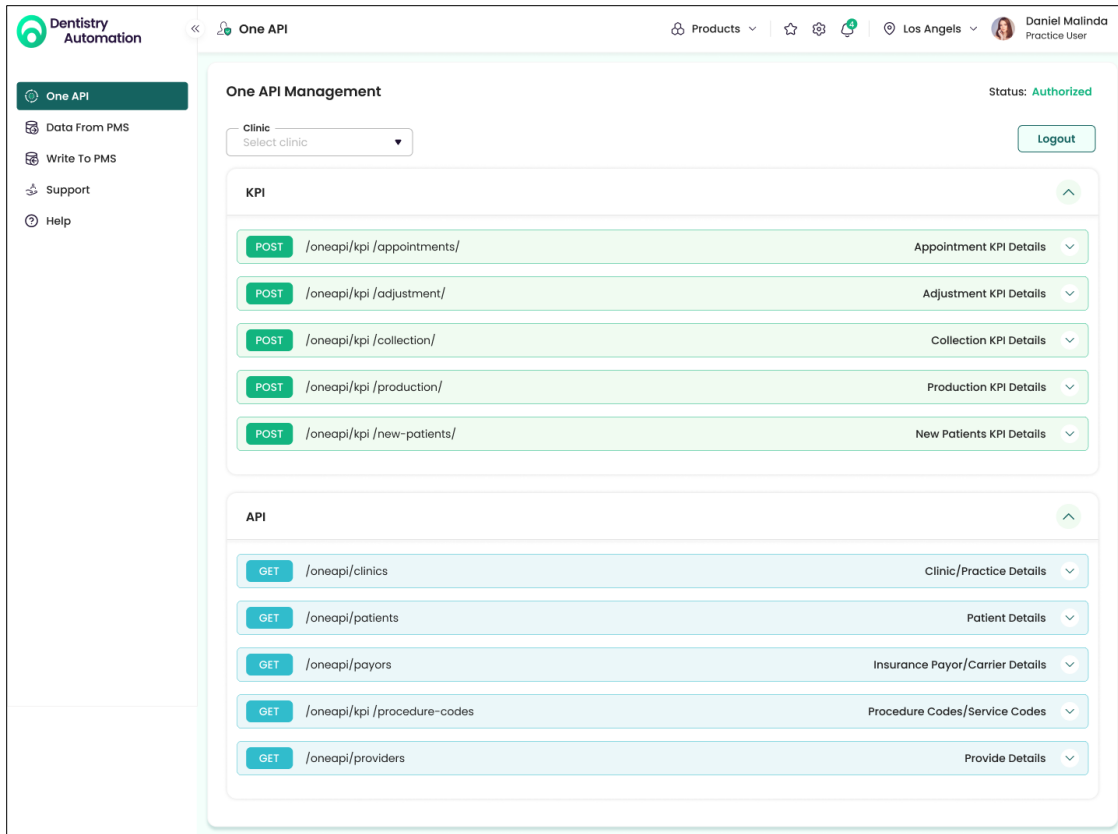 Dentistry
Automation
One API
Products
4
Los Angels
Daniel Malinda
Practice User
One API
Data From PMS
Write To PMS
Support
Help
One API Management
Status: Authorized
Clinic
Select clinic
Logout
KPI
POST /oneapi/kpi /appointments/ Appointment KPI Details
POST /oneapi/kpi /adjustment/ Adjustment KPI Details
POST /oneapi/kpi /collection/ Collection KPI Details
POST /oneapi/kpi /production/ Production KPI Details
POST /oneapi/kpi /new-patients/ New Patients KPI Details
API
GET /oneapi/clinics Clinic/Practice Details
GET /oneapi/patients Patient Details
GET /oneapi/payors Insurance Payor/Carrier Details
GET /oneapi/kpi /procedure-codes Procedure Codes/Service Codes
GET /oneapi/providers Provide Details